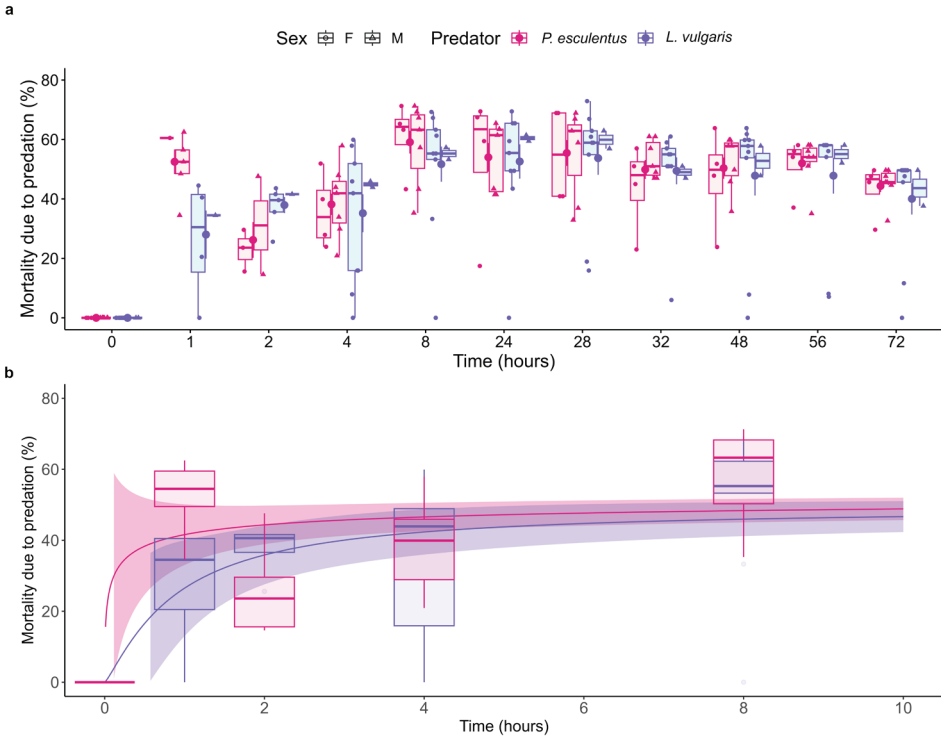 a
Sex F M Predator P. esculentus L. vulgaris
Mortality due to predation (%)
80
60
40
20
0
0 1 2 4 8 24 28 32 48 56 72
Time (hours)
b
Mortality due to predation (%)
80
60
40
20
0
0 2 4 6 8 10
Time (hours)